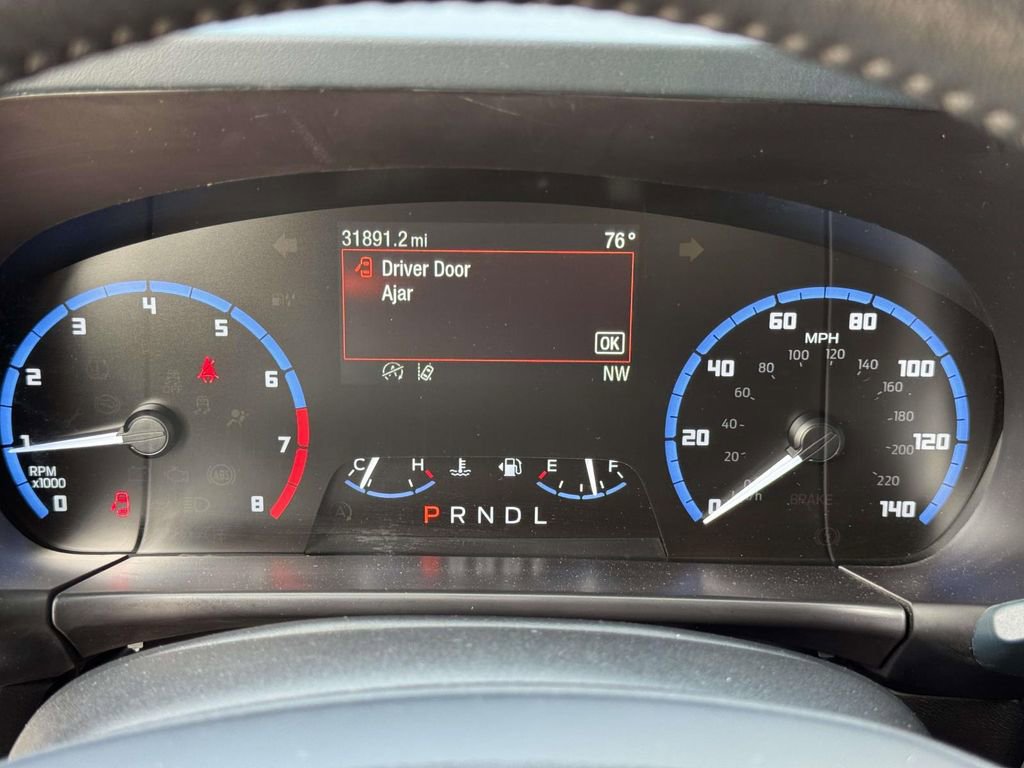 31891.2 mi 76°
Driver Door
Ajar
OK
NW
0 1 2 3 4 5 6 7 8
RPM
x1000
C H
E F
P R N D L
MPH
0 20 40 60 80 100 120 140
20 40 60 80 100 120 140 160 180 200 220
BRAKE